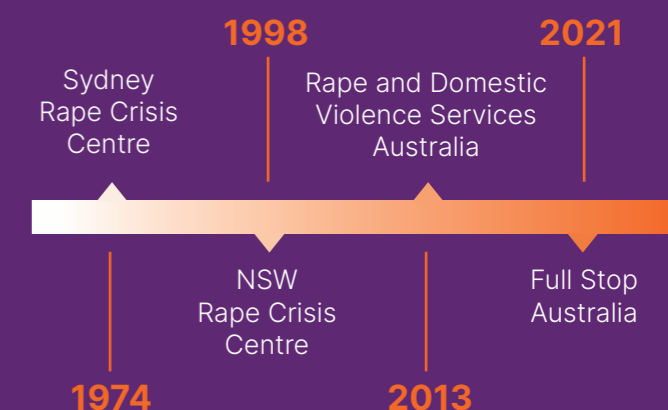 1998
2021
Sydney
Rape Crisis
Centre
Rape and Domestic
Violence Services
Australia
NSW
Rape Crisis
Centre
Full Stop
Australia
1974
2013